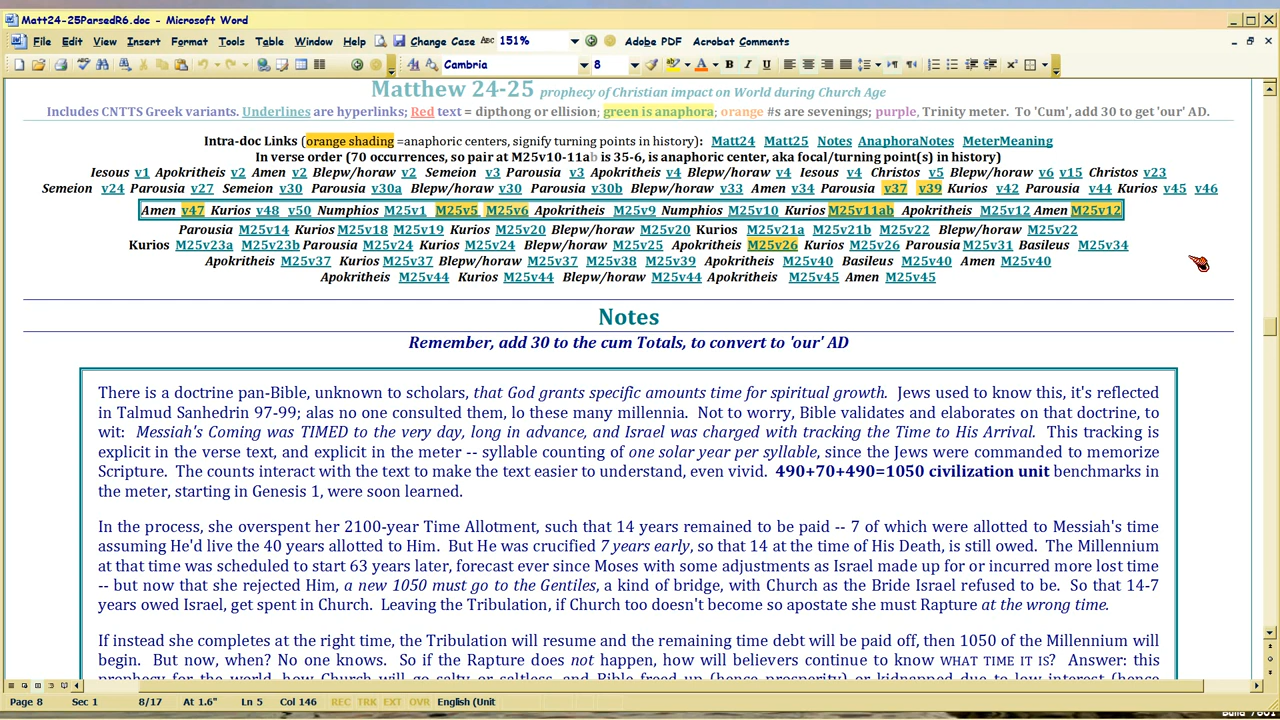 Matt24-25ParsedR6.doc - Microsoft Word
File Edit View Insert Format Tools Table Window Help Change Case ABC 151% Adobe PDF Acrobat Comments
Cambria 8 B I U
Matthew 24-25 prophecy of Christian impact on World during Church Age
Includes CNTTS Greek variants. Underlines are hyperlinks; Red text = dipthong or ellision; green is anaphora; orange #s are sevenings; purple, Trinity meter. To 'Cum', add 30 to get 'our' AD.
Intra-doc Links (orange shading =anaphoric centers, signify turning points in history): Matt24 Matt25 Notes AnaphoraNotes MeterMeaning
In verse order (70 occurrences, so pair at M25v10-11ab is 35-6, is anaphoric center, aka focal/turning point(s) in history)
Iesous v1 Apokritheis v2 Amen v2 Blepw/horaw v2 Semeion v3 Parousia v3 Apokritheis v4 Blepw/horaw v4 Iesous v4 Christos v5 Blepw/horaw v6 v15 Christos v23
Semeion v24 Parousia v27 Semeion v30 Parousia v30a Blepw/horaw v30 Parousia v30b Blepw/horaw v33 Amen v34 Parousia v37 v39 Kurios v42 Parousia v44 Kurios v45 v46
Amen v47 Kurios v48 v50 Numphios M25v1 M25v5 M25v6 Apokritheis M25v9 Numphios M25v10 Kurios M25v11ab Apokritheis M25v12 Amen M25v12
Parousia M25v14 Kurios M25v18 M25v19 Kurios M25v20 Blepw/horaw M25v20 Kurios M25v21a M25v21b M25v22 Blepw/horaw M25v22
Kurios M25v23a M25v23b Parousia M25v24 Kurios M25v24 Blepw/horaw M25v25 Apokritheis M25v26 Kurios M25v26 Parousia M25v31 Basileus M25v34
Apokritheis M25v37 Kurios M25v37 Blepw/horaw M25v37 M25v38 M25v39 Apokritheis M25v40 Basileus M25v40 Amen M25v40
Apokritheis M25v44 Kurios M25v44 Blepw/horaw M25v44 Apokritheis M25v45 Amen M25v45
Notes
Remember, add 30 to the cum Totals, to convert to 'our' AD
There is a doctrine pan-Bible, unknown to scholars, that God grants specific amounts time for spiritual growth. Jews used to know this, it's reflected
in Talmud Sanhedrin 97-99; alas no one consulted them, lo these many millennia. Not to worry, Bible validates and elaborates on that doctrine, to
wit: Messiah's Coming was TIMED to the very day, long in advance, and Israel was charged with tracking the Time to His Arrival. This tracking is
explicit in the verse text, and explicit in the meter -- syllable counting of one solar year per syllable, since the Jews were commanded to memorize
Scripture. The counts interact with the text to make the text easier to understand, even vivid. 490+70+490=1050 civilization unit benchmarks in
the meter, starting in Genesis 1, were soon learned.
In the process, she overspent her 2100-year Time Allotment, such that 14 years remained to be paid -- 7 of which were allotted to Messiah's time
assuming He'd live the 40 years allotted to Him. But He was crucified 7 years early, so that 14 at the time of His Death, is still owed. The Millennium
at that time was scheduled to start 63 years later, forecast ever since Moses with some adjustments as Israel made up for or incurred more lost time
-- but now that she rejected Him, a new 1050 must go to the Gentiles, a kind of bridge, with Church as the Bride Israel refused to be. So that 14-7
years owed Israel, get spent in Church. Leaving the Tribulation, if Church too doesn't become so apostate she must Rapture at the wrong time.
If instead she completes at the right time, the Tribulation will resume and the remaining time debt will be paid off, then 1050 of the Millennium will
begin. But now, when? No one knows. So if the Rapture does not happen, how will believers continue to know WHAT TIME IT IS? Answer: this
prophecy for the world, how Church will go salty or saltless, and Bible freed up (hence prosperity) or kidnapped due to low interest (hence
Page 8 Sec 1 8/17 At 1.6" Ln 5 Col 146 REC TRK EXT OVR English (Unit
Build 7601